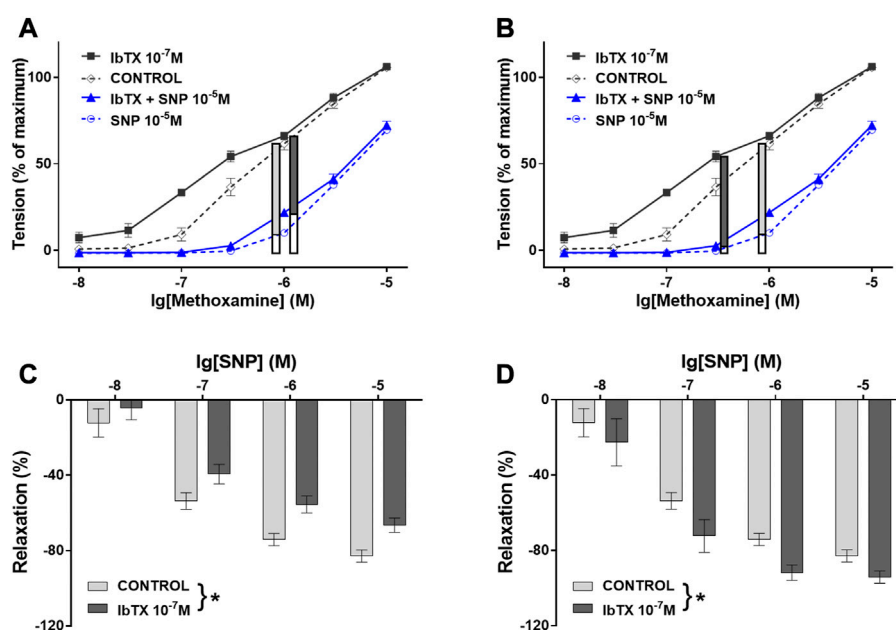 A
IbTX 10⁻⁷M
CONTROL
IbTX + SNP 10⁻⁵M
SNP 10⁻⁵M
Tension (% of maximum)
100
50
0
-8 -7 -6 -5
lg[Methoxamine] (M)
B
IbTX 10⁻⁷M
CONTROL
IbTX + SNP 10⁻⁵M
SNP 10⁻⁵M
Tension (% of maximum)
100
50
0
-8 -7 -6 -5
lg[Methoxamine] (M)
C
lg[SNP] (M)
-8 -7 -6 -5
Relaxation (%)
0
-40
-80
-120
CONTROL
IbTX 10⁻⁷M
} *
D
lg[SNP] (M)
-8 -7 -6 -5
Relaxation (%)
0
-40
-80
-120
CONTROL
IbTX 10⁻⁷M
} *